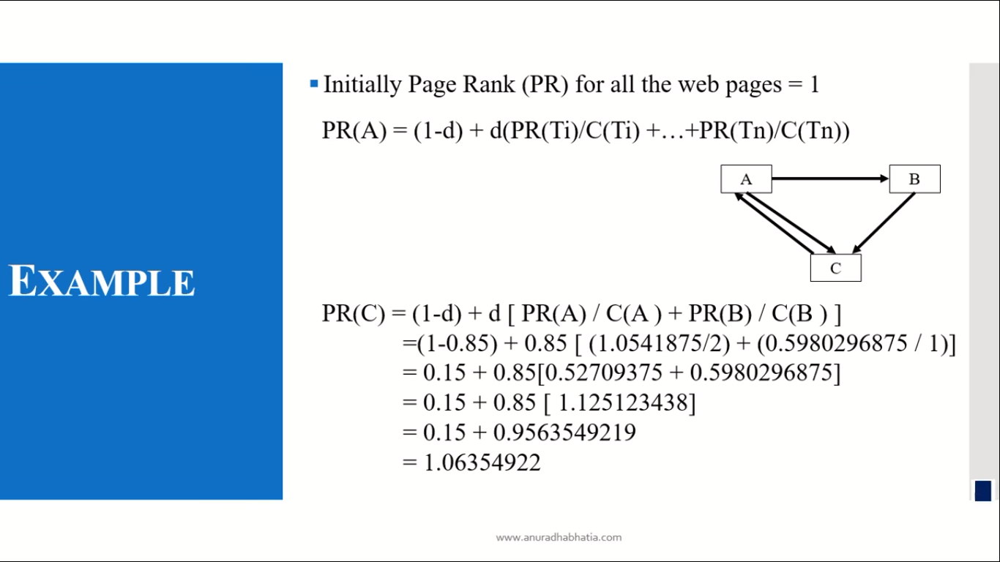 EXAMPLE
Initially Page Rank (PR) for all the web pages = 1
PR(A) = (1-d) + d(PR(Ti)/C(Ti) +…+PR(Tn)/C(Tn))
A
B
C
PR(C) = (1-d) + d [ PR(A) / C(A ) + PR(B) / C(B ) ]
=(1-0.85) + 0.85 [ (1.0541875/2) + (0.5980296875 / 1)]
= 0.15 + 0.85[0.52709375 + 0.5980296875]
= 0.15 + 0.85 [ 1.125123438]
= 0.15 + 0.9563549219
= 1.06354922
www.anuradhabhatia.com